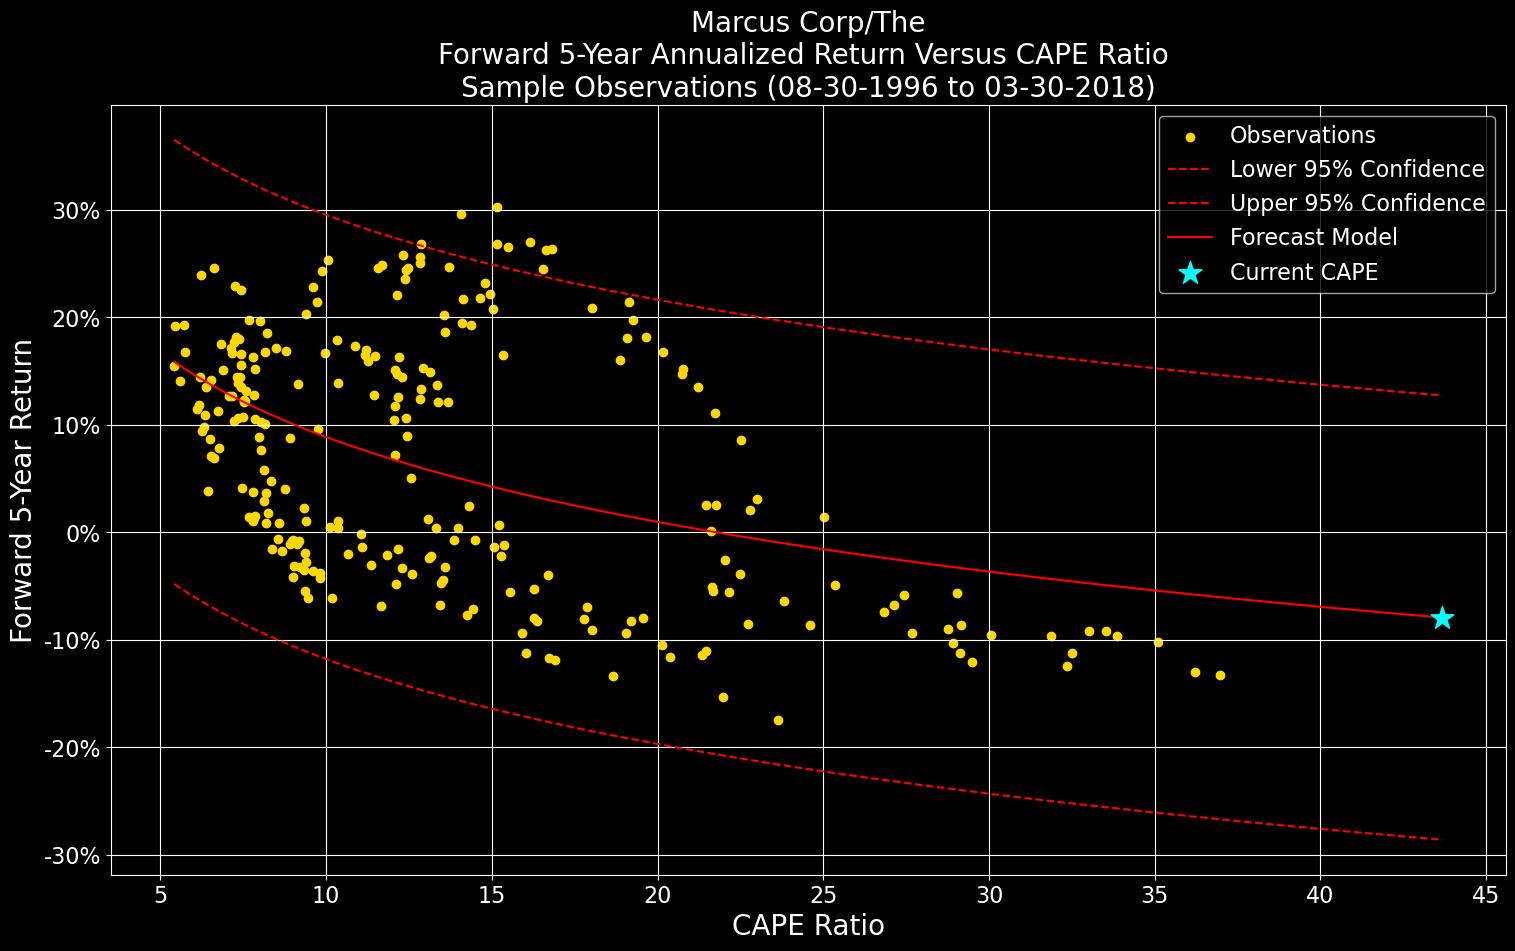 Marcus Corp/The
Forward 5-Year Annualized Return Versus CAPE Ratio
Sample Observations (08-30-1996 to 03-30-2018)
Observations
Lower 95% Confidence
Upper 95% Confidence
Forecast Model
Current CAPE
Forward 5-Year Return
30%
20%
10%
0%
-10%
-20%
-30%
5 10 15 20 25 30 35 40 45
CAPE Ratio